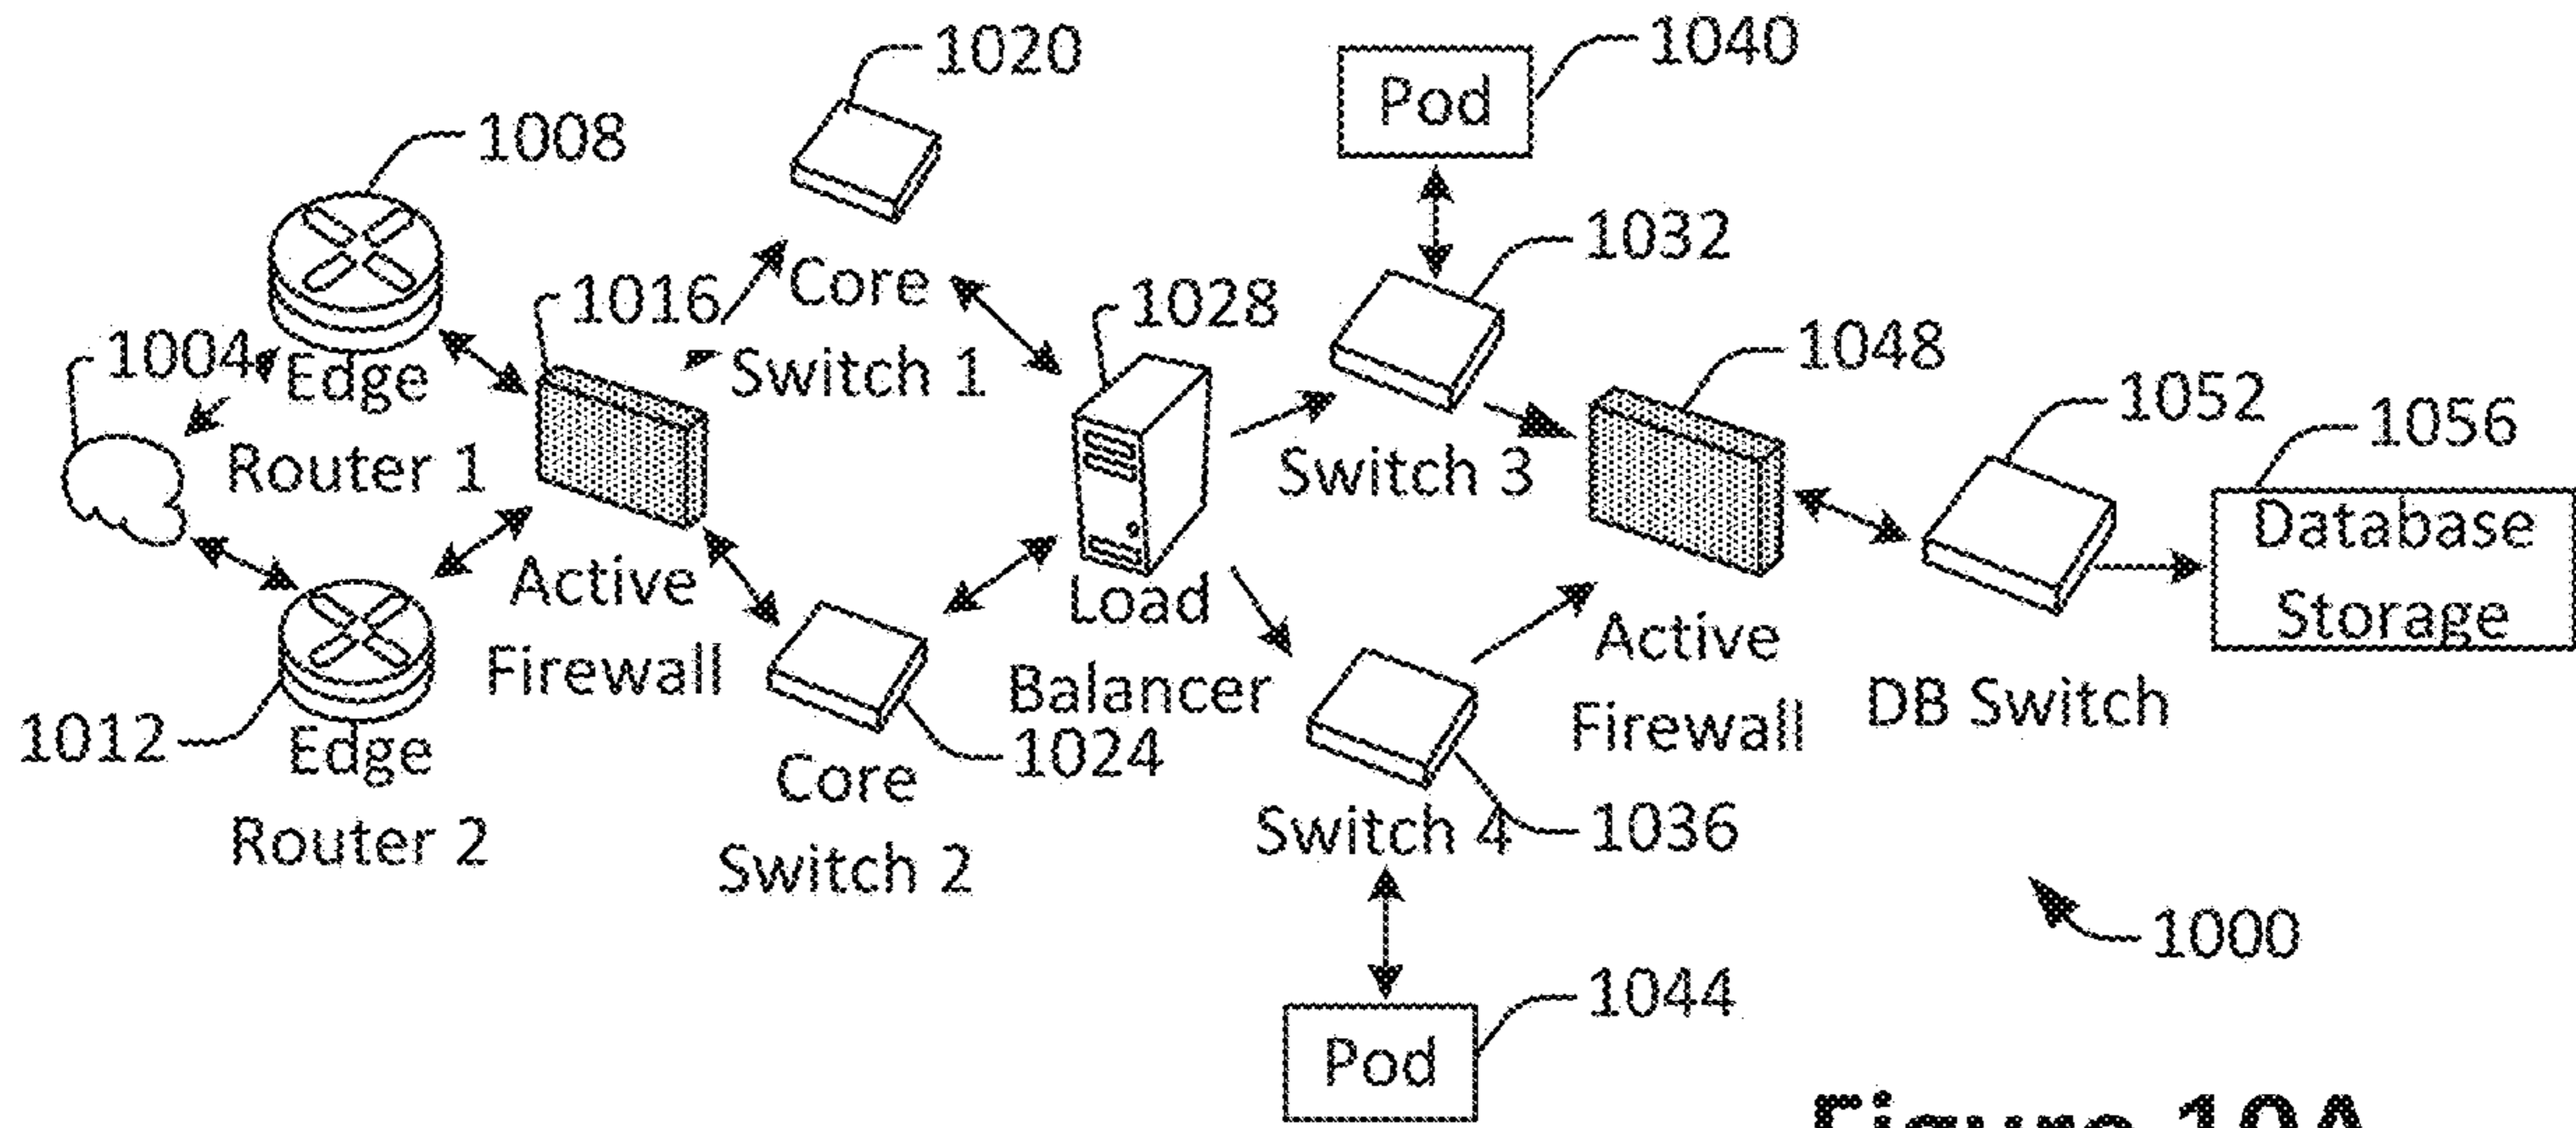 1020
1040
Pod
1008
1032
1016
Core
Switch 1
1028
1004
Edge
Router 1
1048
1052
1056
Switch 3
Database
Storage
Active
Firewall
Load
Balancer
Active
Firewall
DB Switch
1012
Edge
Router 2
1024
Core
Switch 2
Switch 4
1036
1000
1044
Pod
Figure 10A